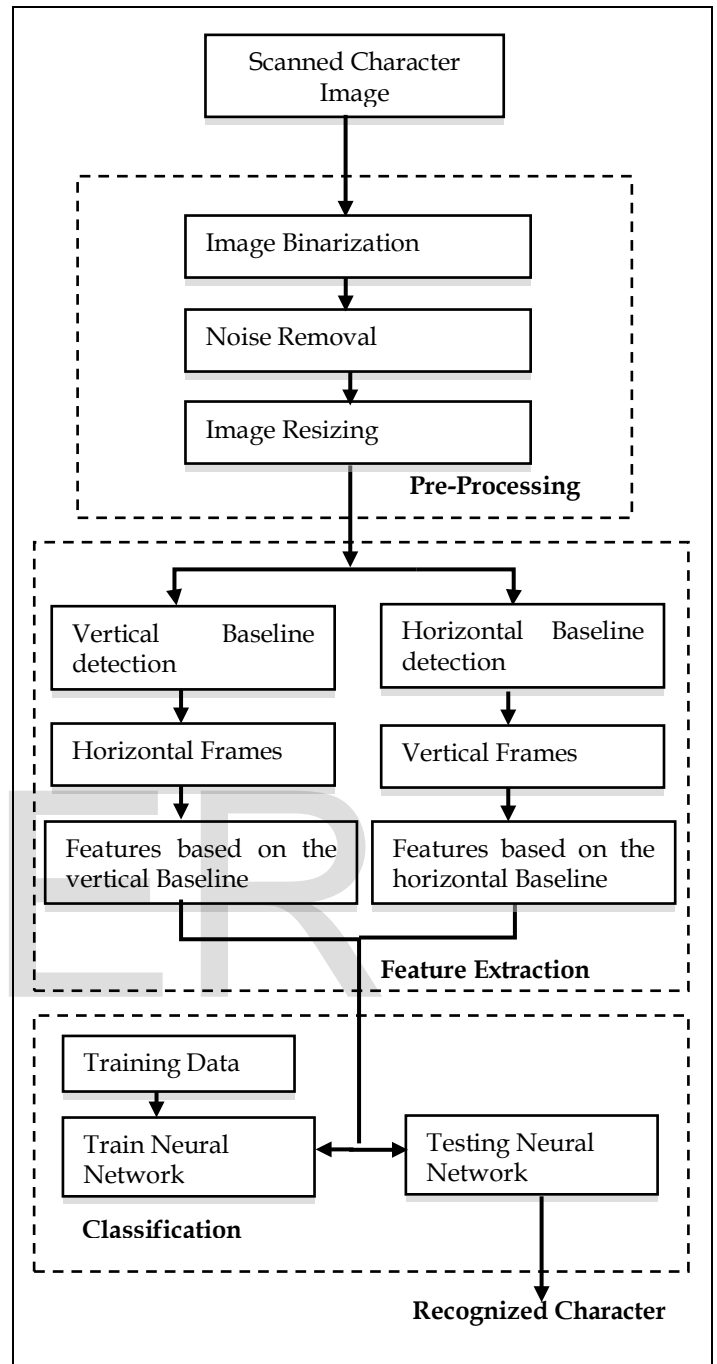 Scanned Character
Image
Image Binarization
Noise Removal
Image Resizing
Pre-Processing
Vertical Baseline
detection
Horizontal Baseline
detection
Horizontal Frames
Vertical Frames
Features based on the
vertical Baseline
Features based on the
horizontal Baseline
ER
Feature Extraction
Training Data
Train Neural
Network
Testing Neural
Network
Classification
Recognized Character